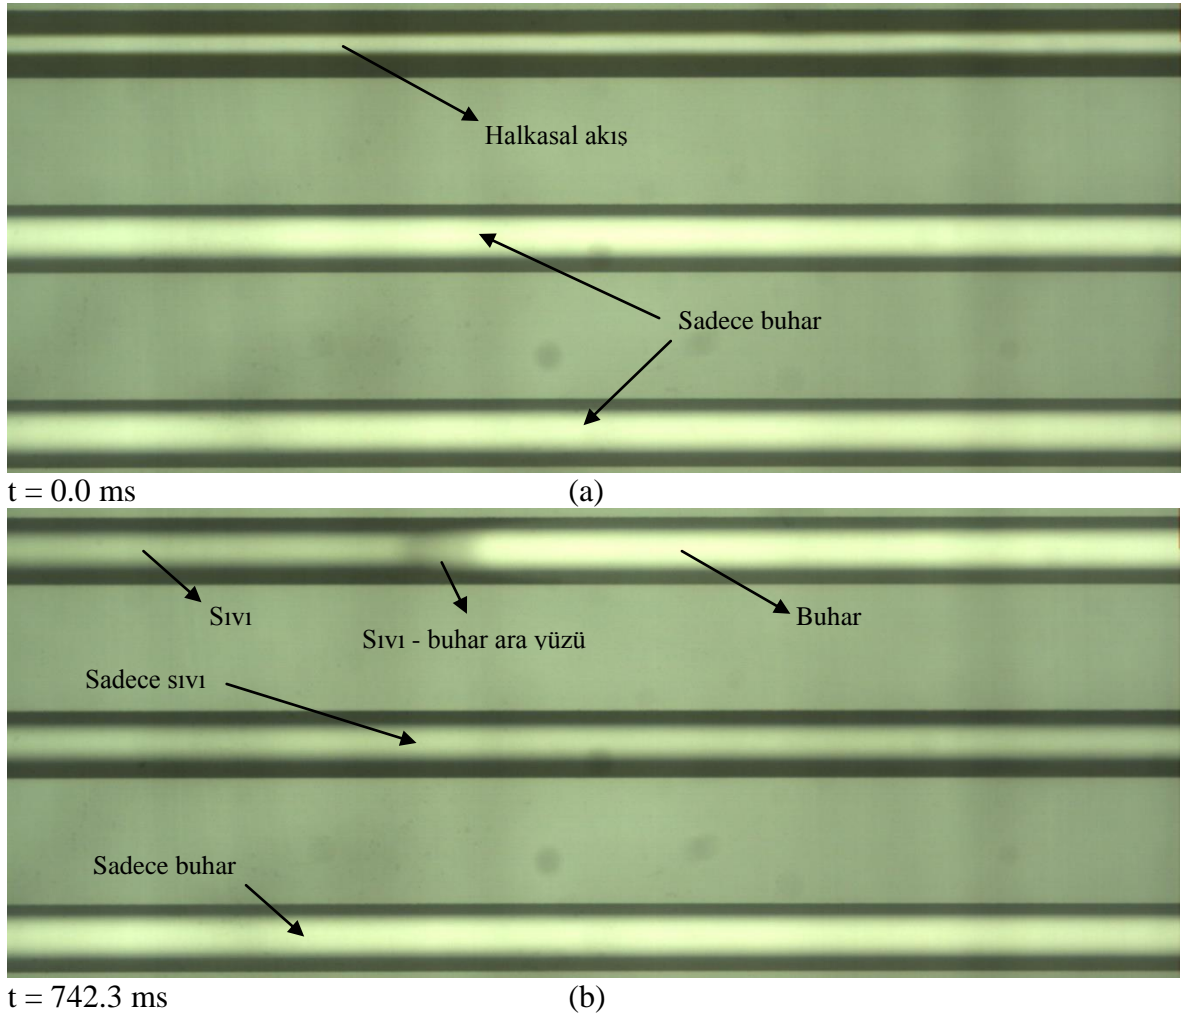 Halkasal akış
Sadece buhar
t = 0.0 ms
(a)
Sıvı
Buhar
Sıvı - buhar ara yüzü
Sadece sıvı
Sadece buhar
t = 742.3 ms
(b)